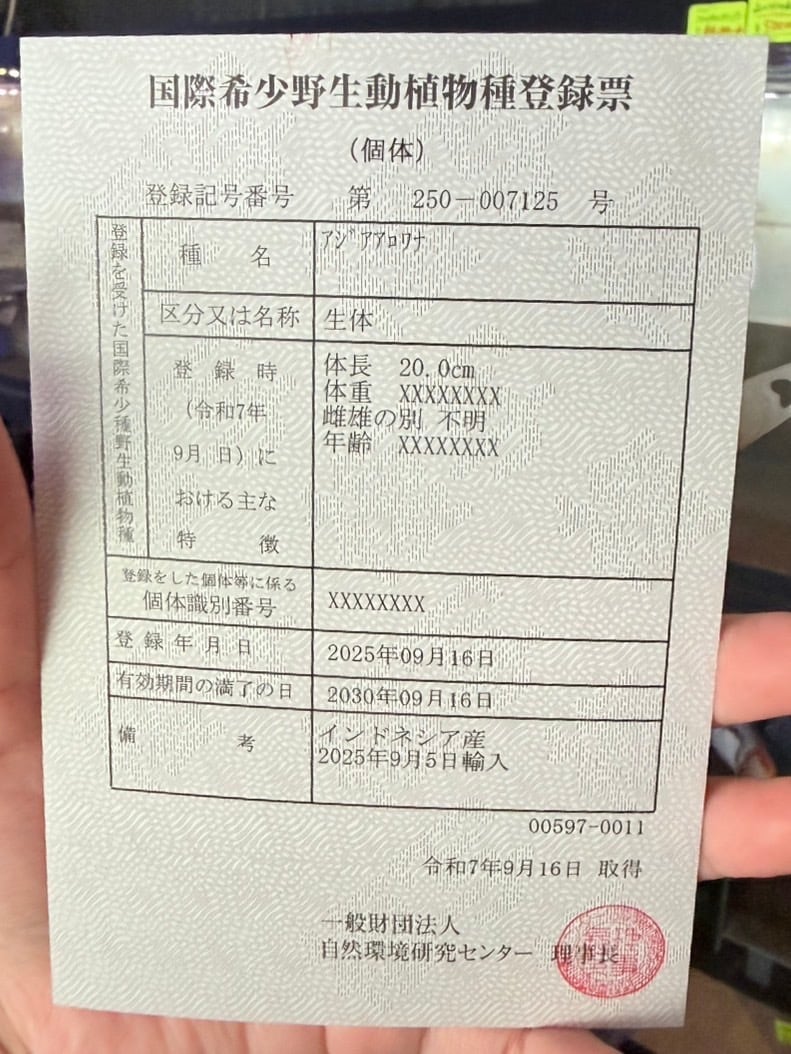 国際希少野生動植物種登録票
(個体)
登録記号番号 第 250-007125 号
登録を受けた国際希少種野生動植物種
種名 ｱｼﾞｱｱﾛﾜﾅ
区分又は名称 生体
登録時
(令和7年
9月 日)に
おける主な
特徴
体長 20.0cm
体重 XXXXXXXX
雌雄の別 不明
年齢 XXXXXXXX
登録をした個体等に係る
個体識別番号 XXXXXXXX
登録年月日 2025年09月16日
有効期間の満了の日 2030年09月16日
備考 インドネシア産
2025年9月5日輸入
00597-0011
令和7年9月16日 取得
一般財団法人
自然環境研究センター 理事長